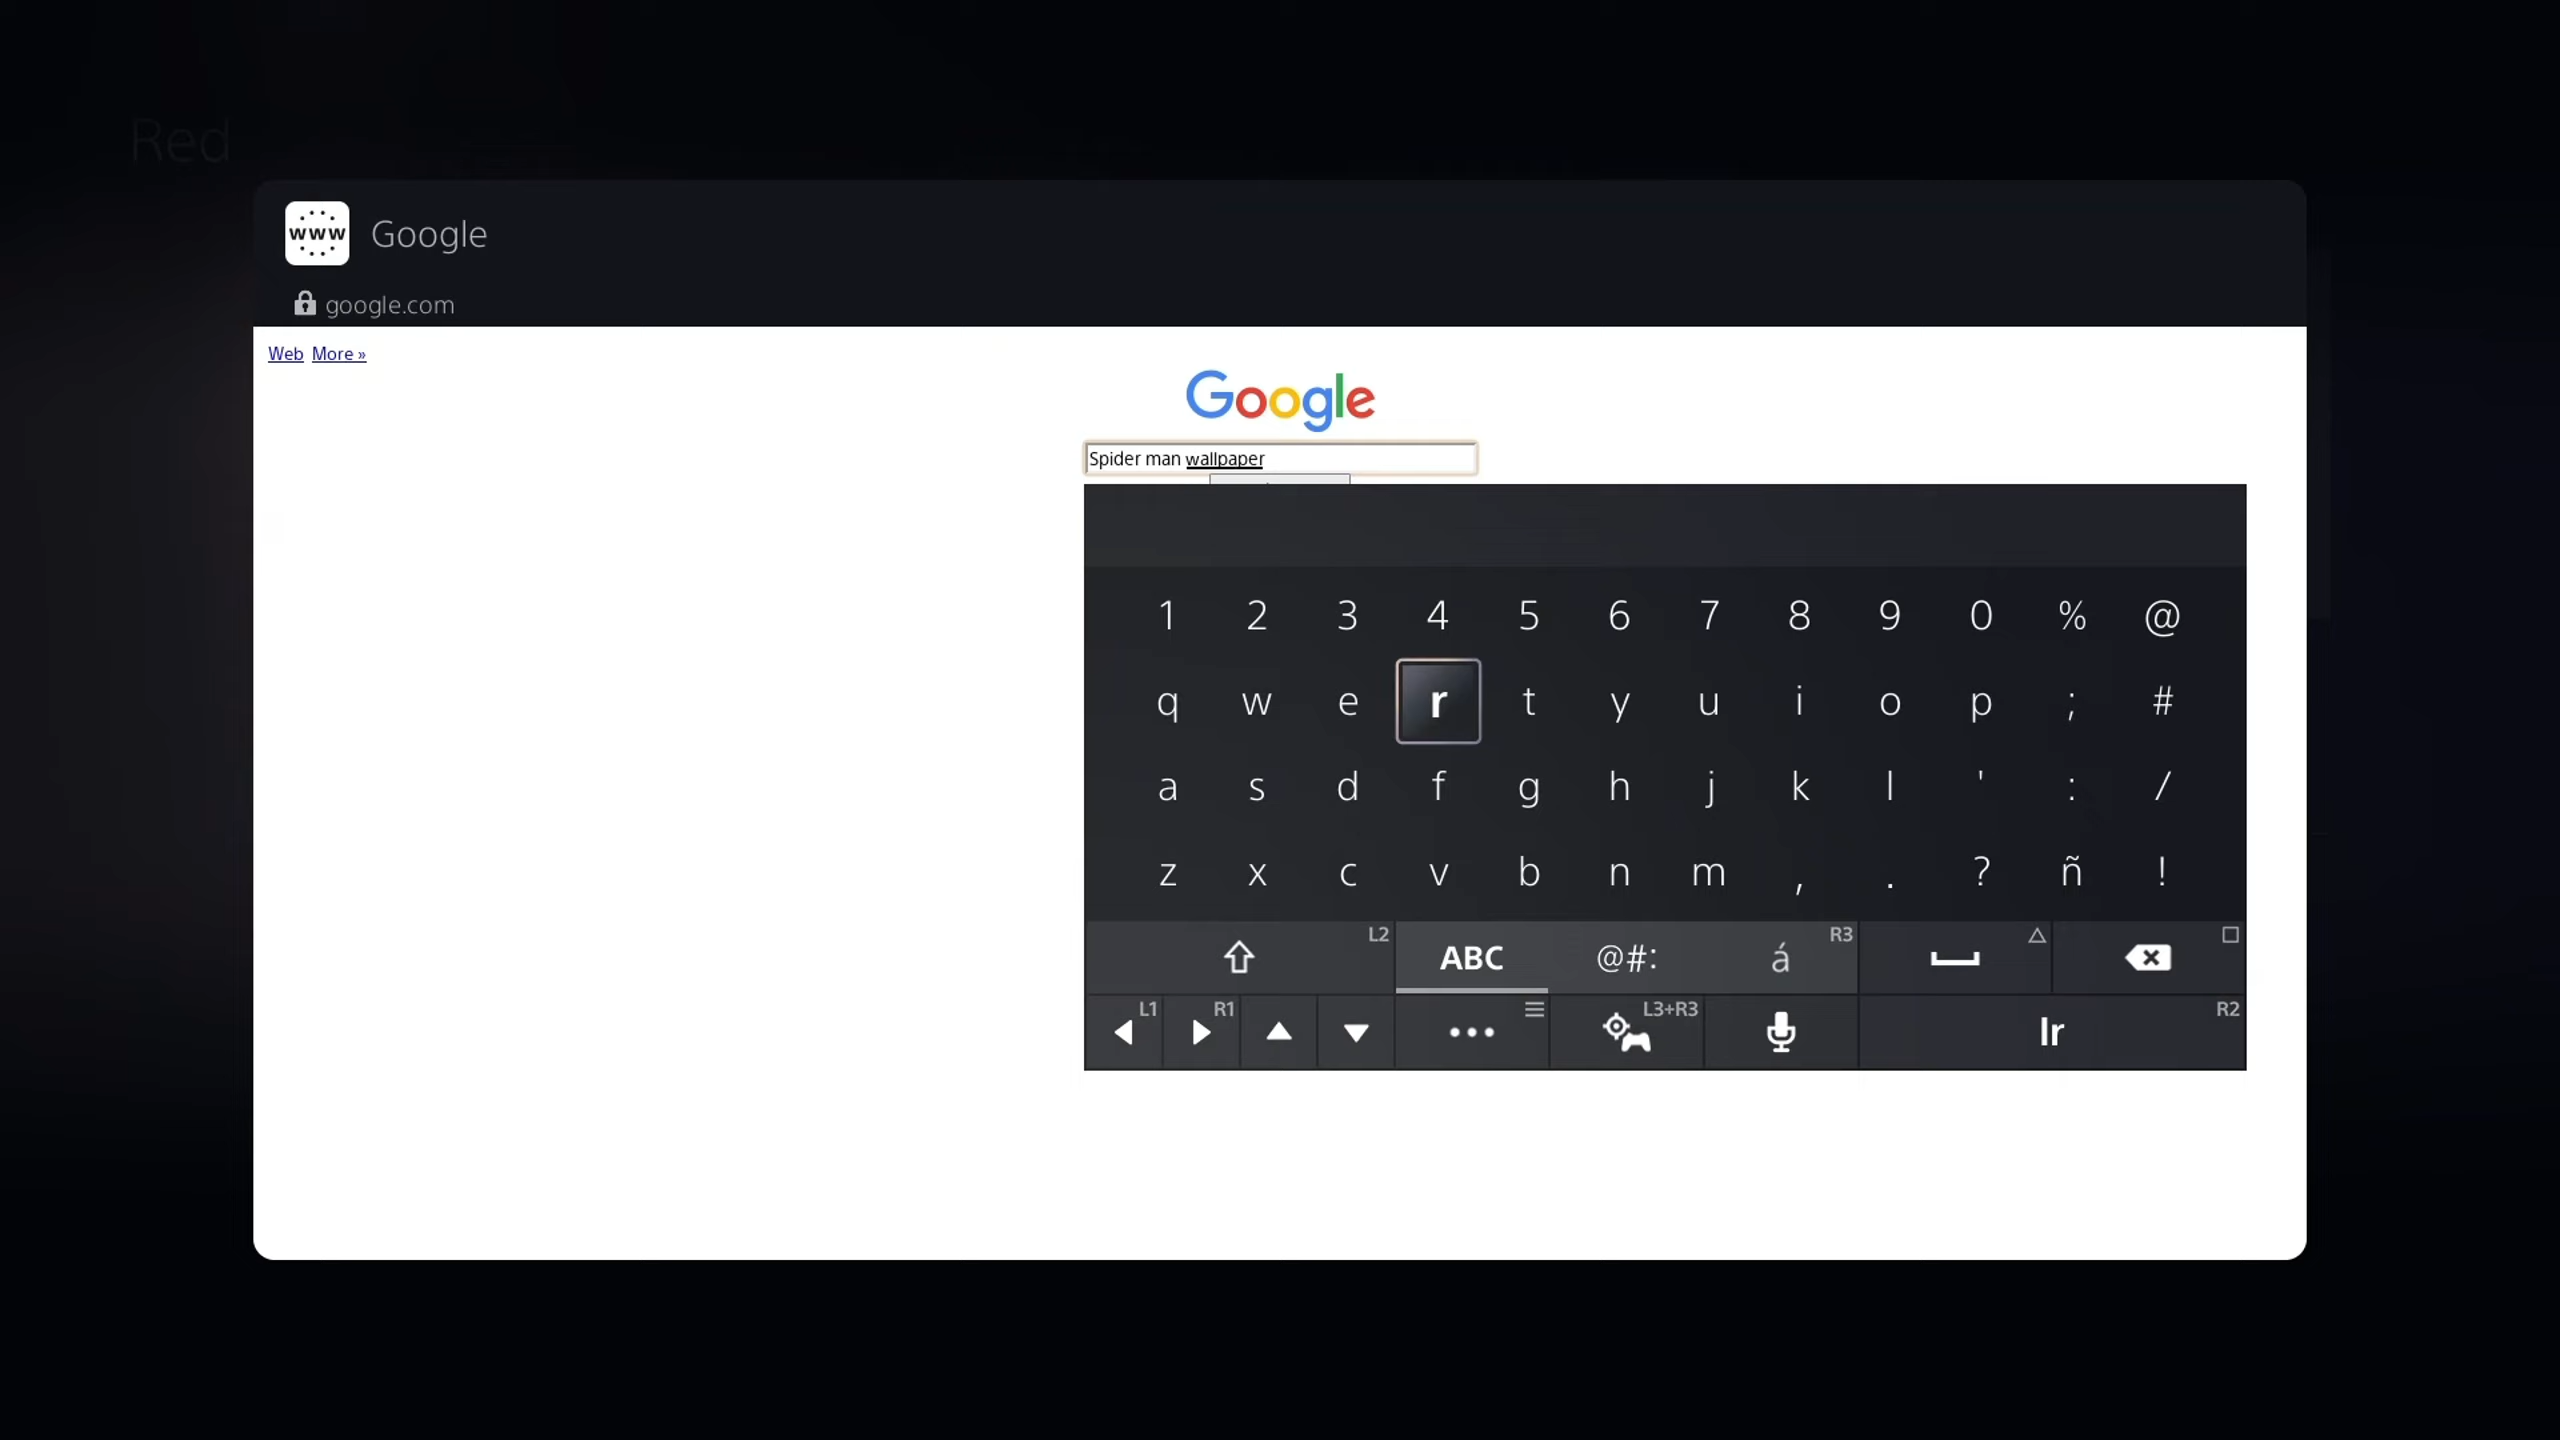 Red
www
Google
google.com
Web More »
Google
Spider man wallpaper
1 2 3 4 5 6 7 8 9 0 % @
q w e r t y u i o p ; #
a s d f g h j k l ' : /
z x c v b n m , . ? ñ !
L2 ABC @#: á R3
L1 R1 ••• L3+R3 Ir R2